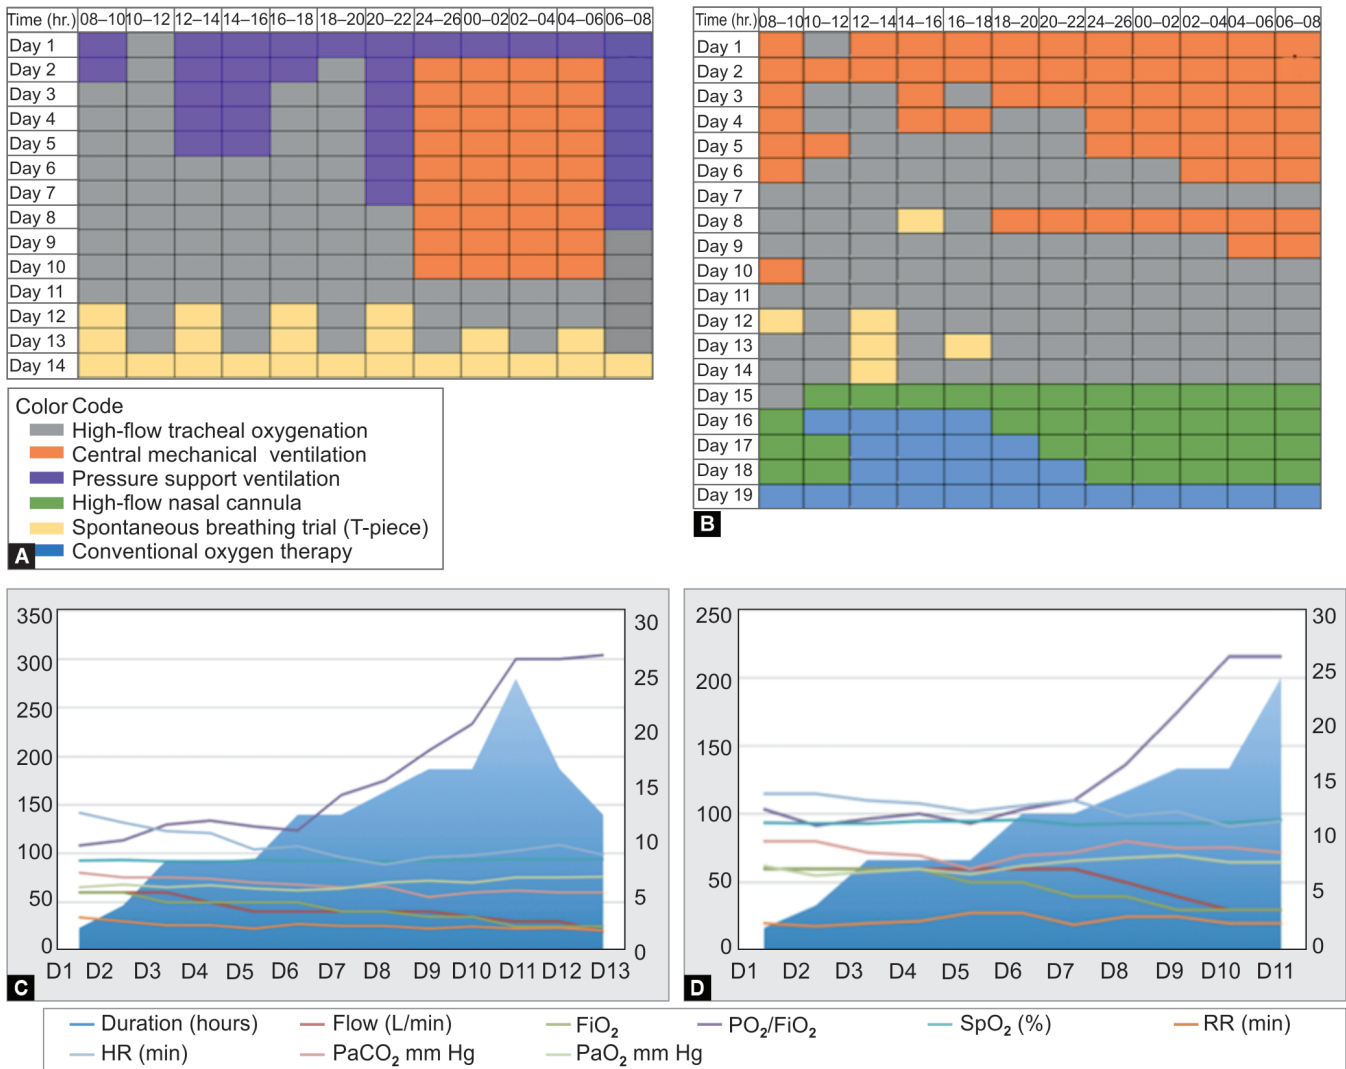 Time (hr.) 08–10 10–12 12–14 14–16 16–18 18–20 20–22 24–26 00–02 02–04 04–06 06–08
Day 1
Day 2
Day 3
Day 4
Day 5
Day 6
Day 7
Day 8
Day 9
Day 10
Day 11
Day 12
Day 13
Day 14
Color Code
High-flow tracheal oxygenation
Central mechanical ventilation
Pressure support ventilation
High-flow nasal cannula
Spontaneous breathing trial (T-piece)
Conventional oxygen therapy
A
Time (hr.) 08–10 10–12 12–14 14–16 16–18 18–20 20–22 24–26 00–02 02–04 04–06 06–08
Day 1
Day 2
Day 3
Day 4
Day 5
Day 6
Day 7
Day 8
Day 9
Day 10
Day 11
Day 12
Day 13
Day 14
Day 15
Day 16
Day 17
Day 18
Day 19
B
350
300
250
200
150
100
50
0
30
25
20
15
10
5
0
D1 D2 D3 D4 D5 D6 D7 D8 D9 D10 D11 D12 D13
C
250
200
150
100
50
0
30
25
20
15
10
5
0
D1 D2 D3 D4 D5 D6 D7 D8 D9 D10 D11
D
Duration (hours) Flow (L/min) FiO₂ PO₂/FiO₂ SpO₂ (%) RR (min)
HR (min) PaCO₂ mm Hg PaO₂ mm Hg